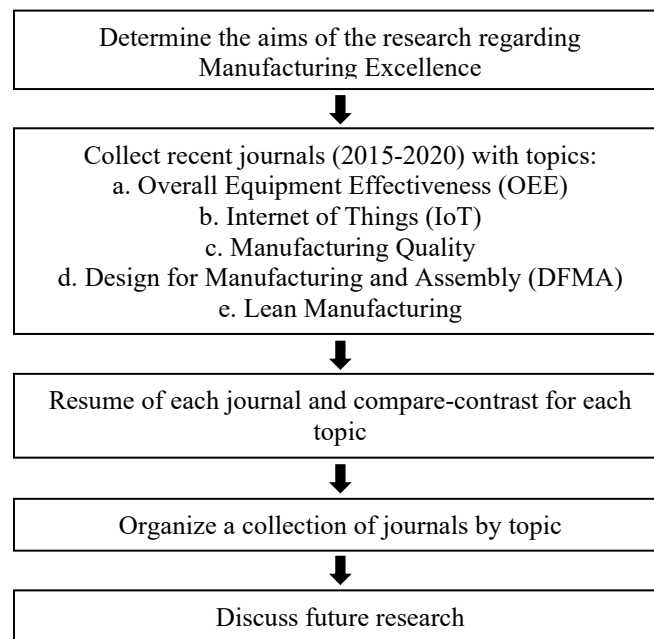 Determine the aims of the research regarding
Manufacturing Excellence
Collect recent journals (2015-2020) with topics:
a. Overall Equipment Effectiveness (OEE)
b. Internet of Things (IoT)
c. Manufacturing Quality
d. Design for Manufacturing and Assembly (DFMA)
e. Lean Manufacturing
Resume of each journal and compare-contrast for each
topic
Organize a collection of journals by topic
Discuss future research